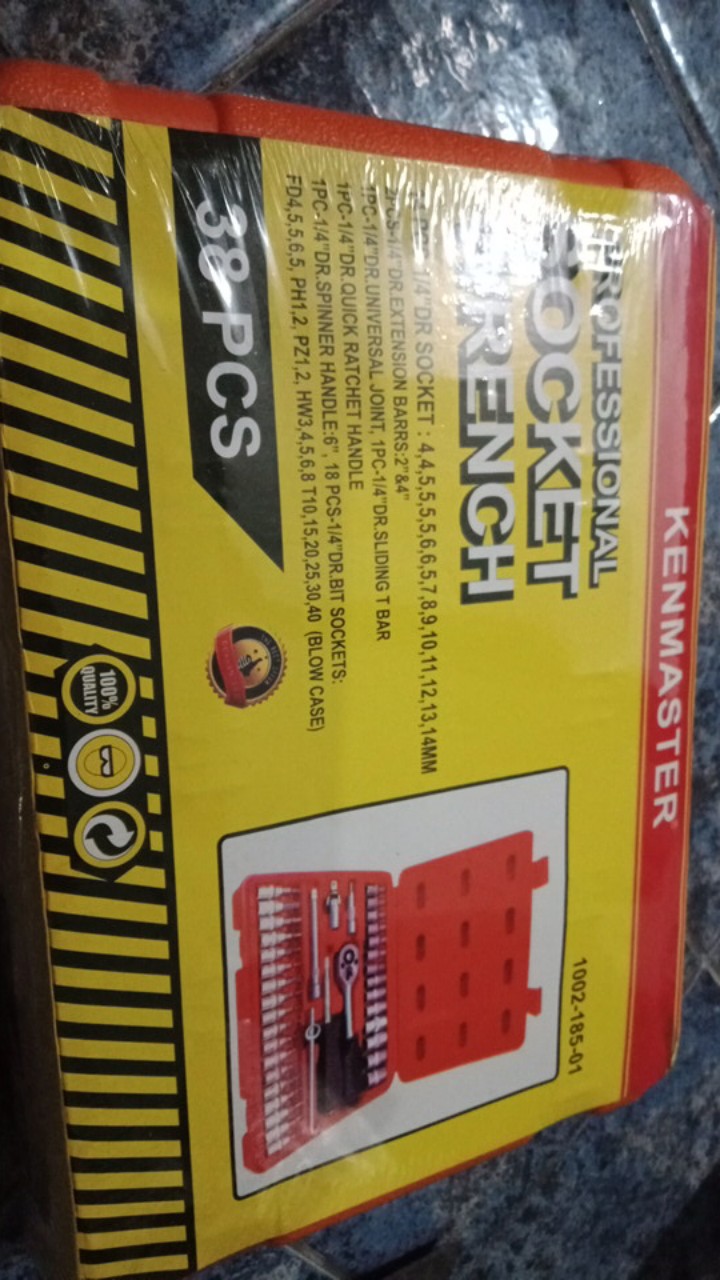 KENMASTER
1002-185-01
PROFESSIONAL
SOCKET
WRENCH
1/4"DR SOCKET : 4,4,5,5,5,5,6,6,5,7,8,9,10,11,12,13,14MM
2PCS-1/4"DR.EXTENSION BARRS:2"&4"
1PC-1/4"DR.UNIVERSAL JOINT, 1PC-1/4"DR.SLIDING T BAR
1PC-1/4"DR.QUICK RATCHET HANDLE
1PC-1/4"DR.SPINNER HANDLE:6", 18 PCS-1/4"DR.BIT SOCKETS:
FD4,5,5,6,5, PH1,2, PZ1,2, HW3,4,5,6,8 T10,15,20,25,30,40 (BLOW CASE)
38 PCS
100%
QUALITY